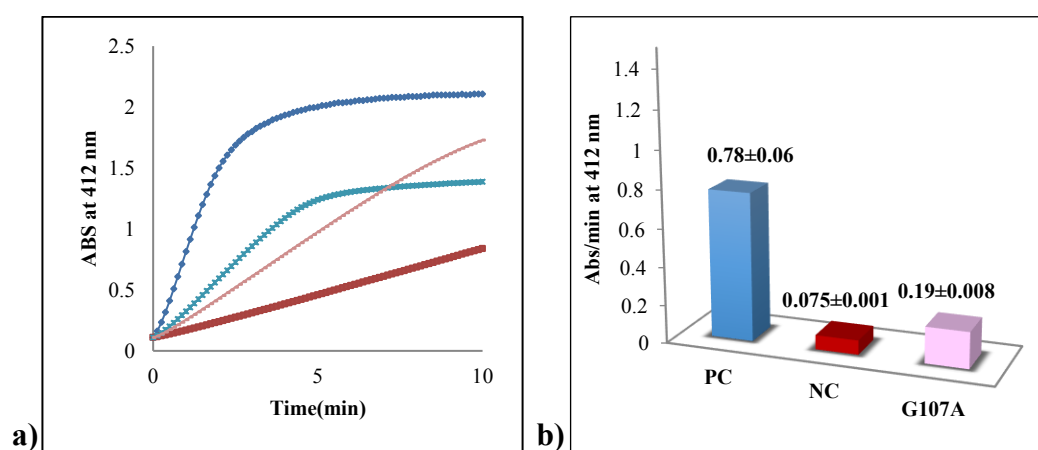 2.5
2
1.5
1
0.5
0
ABS at 412 nm
0
5
10
Time(min)
a)
1.4
1.2
1
0.8
0.6
0.4
0.2
0
Abs/min at 412 nm
0.78±0.06
0.075±0.001
0.19±0.008
PC
NC
G107A
b)